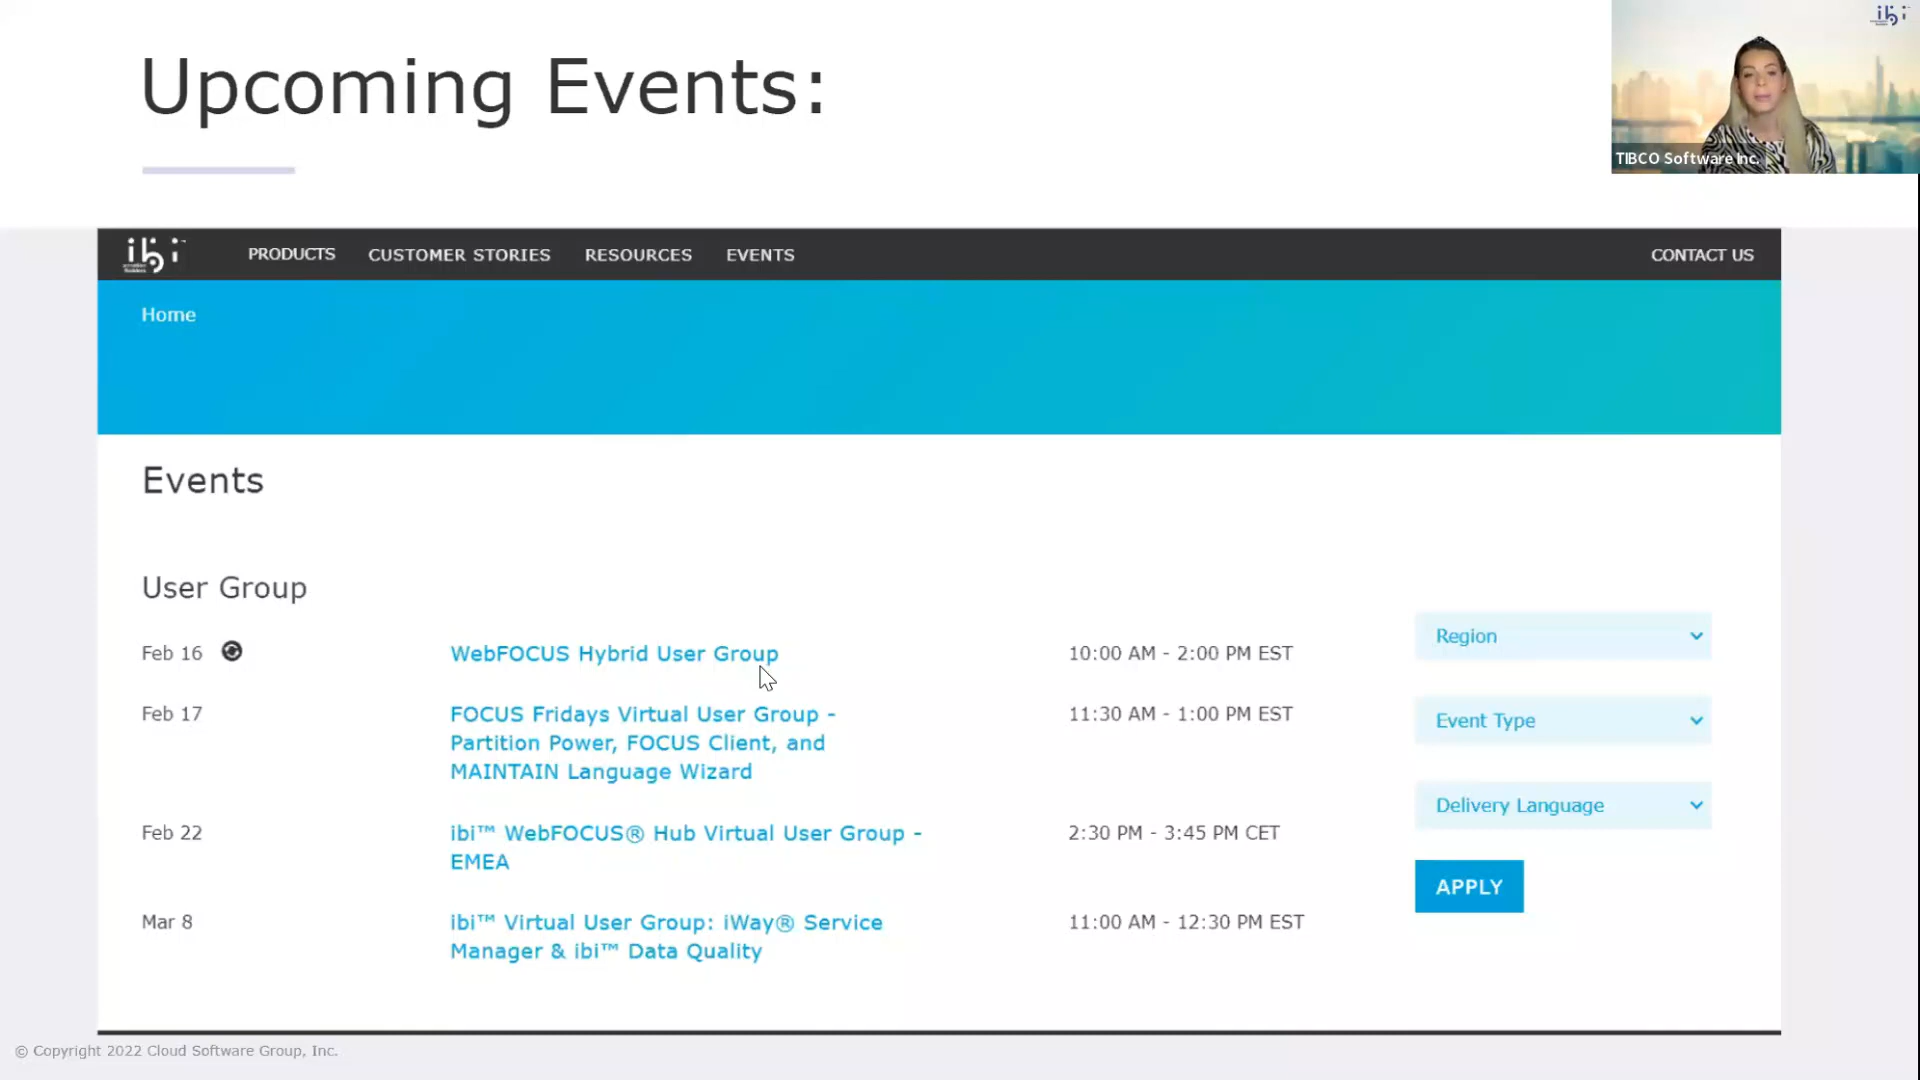 Upcoming Events:
ibi
TIBCO Software Inc.
ibi
PRODUCTS
CUSTOMER STORIES
RESOURCES
EVENTS
CONTACT US
Home
Events
User Group
Feb 16
WebFOCUS Hybrid User Group
10:00 AM - 2:00 PM EST
Feb 17
FOCUS Fridays Virtual User Group -
Partition Power, FOCUS Client, and
MAINTAIN Language Wizard
11:30 AM - 1:00 PM EST
Feb 22
ibi™ WebFOCUS® Hub Virtual User Group -
EMEA
2:30 PM - 3:45 PM CET
Mar 8
ibi™ Virtual User Group: iWay® Service
Manager & ibi™ Data Quality
11:00 AM - 12:30 PM EST
Region
Event Type
Delivery Language
APPLY
© Copyright 2022 Cloud Software Group, Inc.